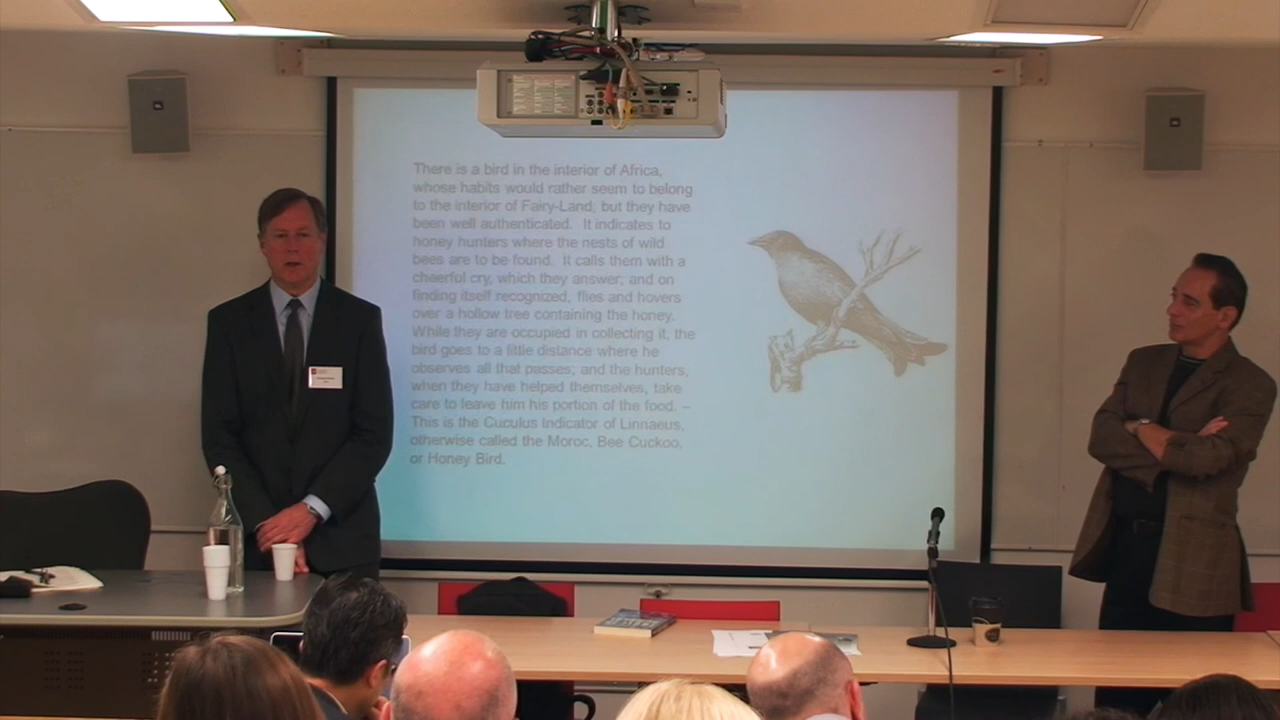 There is a bird in the interior of Africa,
whose habits would rather seem to belong
to the interior of Fairy-Land; but they have
been well authenticated. It indicates to
honey hunters where the nests of wild
bees are to be found. It calls them with a
cheerful cry, which they answer; and on
finding itself recognized, flies and hovers
over a hollow tree containing the honey.
While they are occupied in collecting it, the
bird goes to a little distance where he
observes all that passes; and the hunters,
when they have helped themselves, take
care to leave him his portion of the food. –
This is the Cuculus Indicator of Linnaeus,
otherwise called the Moroc, Bee Cuckoo,
or Honey Bird.